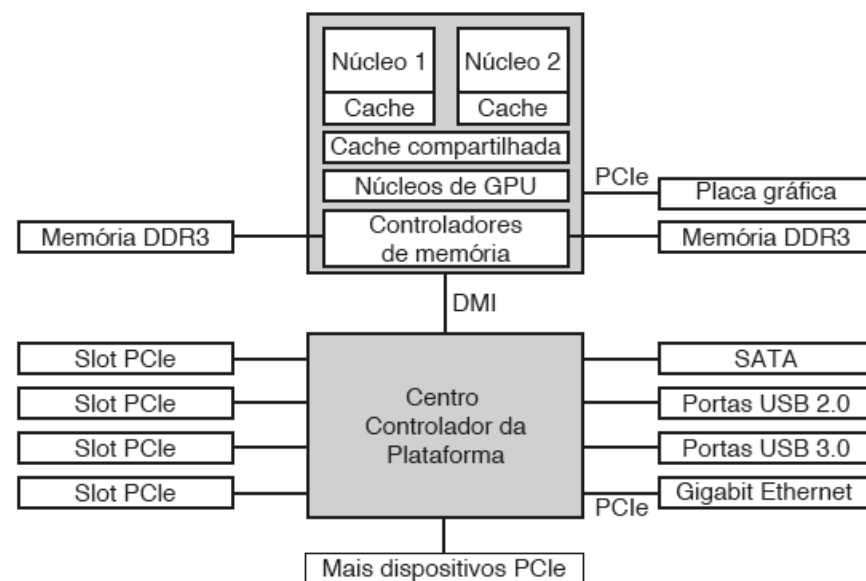 Núcleo 1
Núcleo 2
Cache
Cache
Cache compartilhada
Núcleos de GPU
PCIe
Placa gráfica
Memória DDR3
Controladores
de memória
Memória DDR3
DMI
Slot PCIe
Slot PCIe
Slot PCIe
Slot PCIe
Centro
Controlador da
Plataforma
SATA
Portas USB 2.0
Portas USB 3.0
Gigabit Ethernet
PCIe
Mais dispositivos PCIe